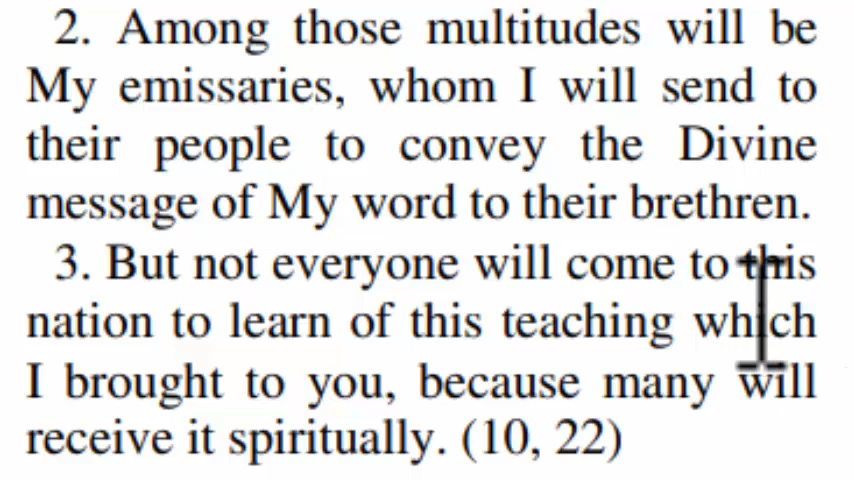 2. Among those multitudes will be
My emissaries, whom I will send to
their people to convey the Divine
message of My word to their brethren.
3. But not everyone will come to this
nation to learn of this teaching which
I brought to you, because many will
receive it spiritually. (10, 22)